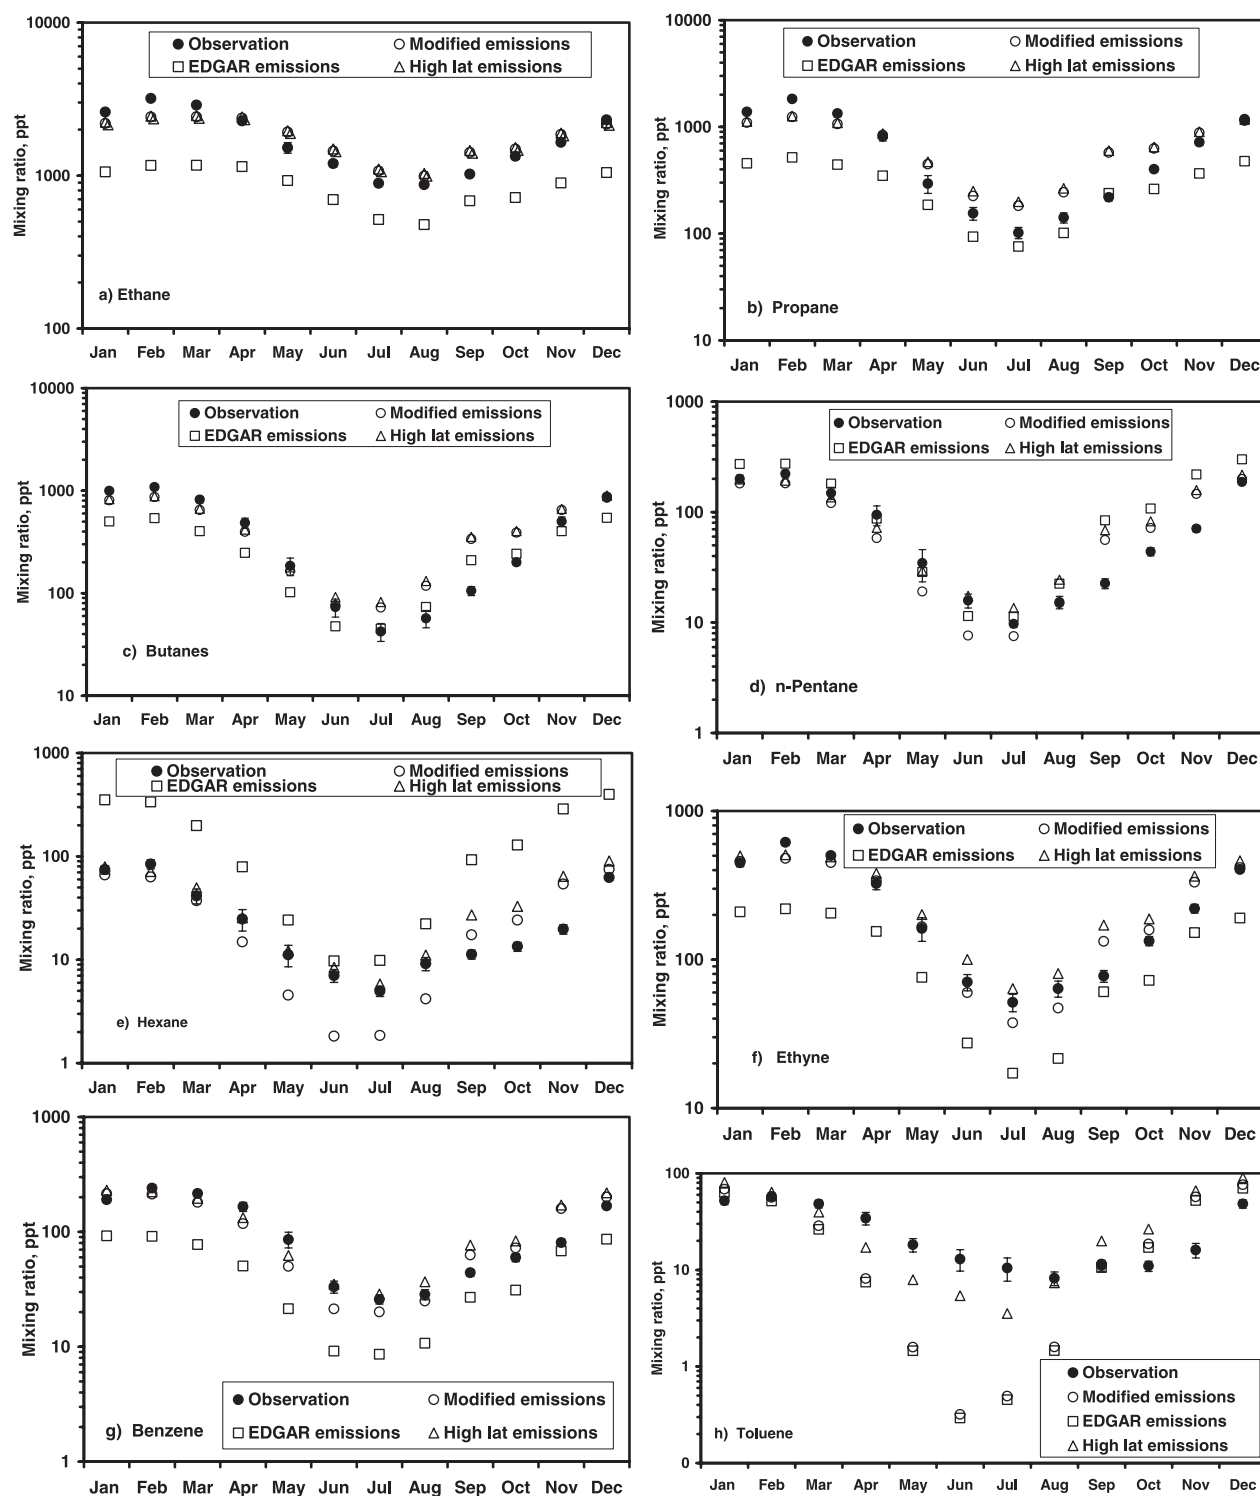 10000
Observation Modified emissions
EDGAR emissions High lat emissions
1000
Mixing ratio, ppt
a) Ethane
100
Jan Feb Mar Apr May Jun Jul Aug Sep Oct Nov Dec
10000
Observation Modified emissions
EDGAR emissions High lat emissions
1000
Mixing ratio, ppt
100
b) Propane
10
Jan Feb Mar Apr May Jun Jul Aug Sep Oct Nov Dec
10000
Observation Modified emissions
EDGAR emissions High lat emissions
1000
Mixing ratio, ppt
100
c) Butanes
10
Jan Feb Mar Apr May Jun Jul Aug Sep Oct Nov Dec
1000
Observation Modified emissions
EDGAR emissions High lat emissions
100
Mixing ratio, ppt
10
d) n-Pentane
1
Jan Feb Mar Apr May Jun Jul Aug Sep Oct Nov Dec
1000
Observation Modified emissions
EDGAR emissions High lat emissions
100
Mixing ratio, ppt
10
e) Hexane
1
Jan Feb Mar Apr May Jun Jul Aug Sep Oct Nov Dec
1000
Observation Modified emissions
EDGAR emissions High lat emissions
Mixing ratio, ppt
100
f) Ethyne
10
Jan Feb Mar Apr May Jun Jul Aug Sep Oct Nov Dec
1000
100
Mixing ratio, ppt
10
Observation Modified emissions
g) Benzene EDGAR emissions High lat emissions
1
Jan Feb Mar Apr May Jun Jul Aug Sep Oct Nov Dec
100
10
Mixing ratio, ppt
1
Observation
Modified emissions
EDGAR emissions
High lat emissions
h) Toluene
0
Jan Feb Mar Apr May Jun Jul Aug Sep Oct Nov Dec